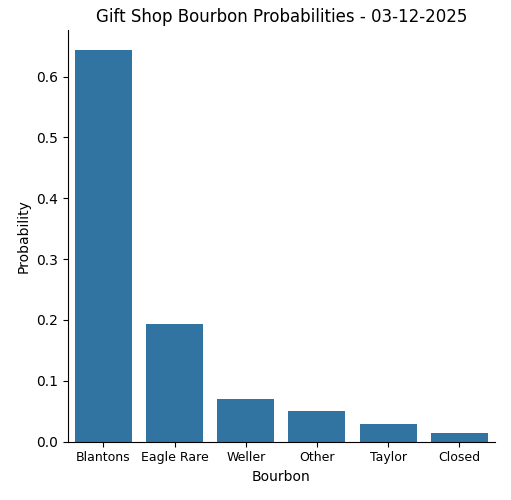 Gift Shop Bourbon Probabilities - 03-12-2025
Probability
0.6
0.5
0.4
0.3
0.2
0.1
0.0
Blantons Eagle Rare Weller Other Taylor Closed
Bourbon